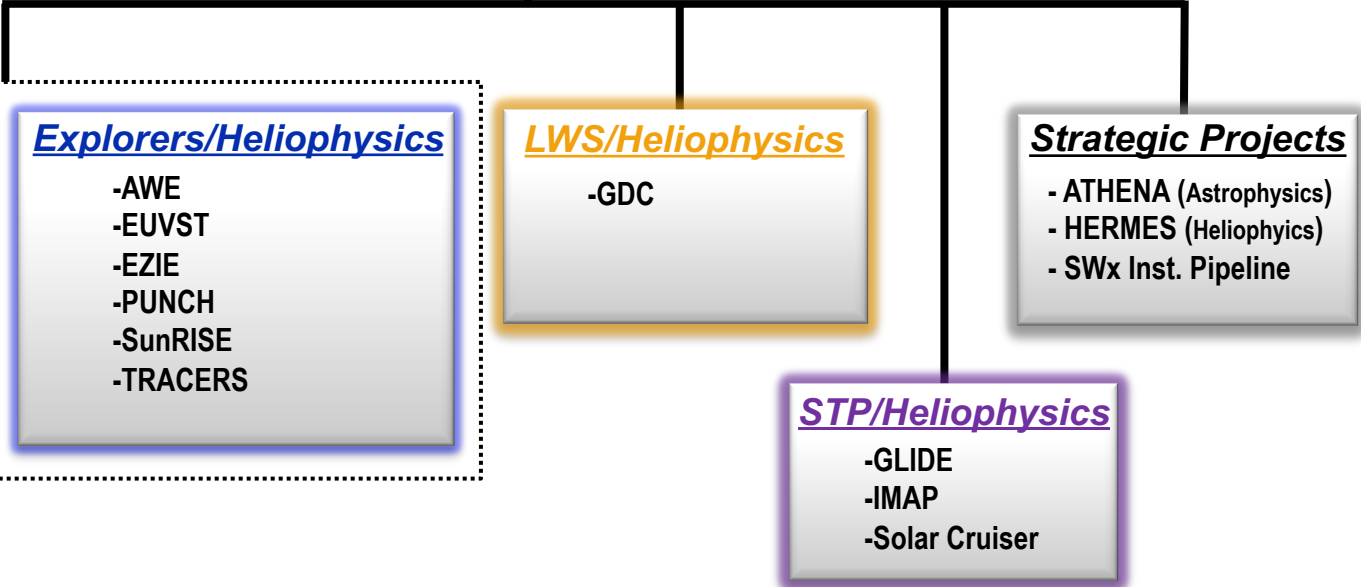 Explorers/Heliophysics
-AWE
-EUVST
-EZIE
-PUNCH
-SunRISE
-TRACERS
LWS/Heliophysics
-GDC
Strategic Projects
- ATHENA (Astrophysics)
- HERMES (Heliophyics)
- SWx Inst. Pipeline
STP/Heliophysics
-GLIDE
-IMAP
-Solar Cruiser